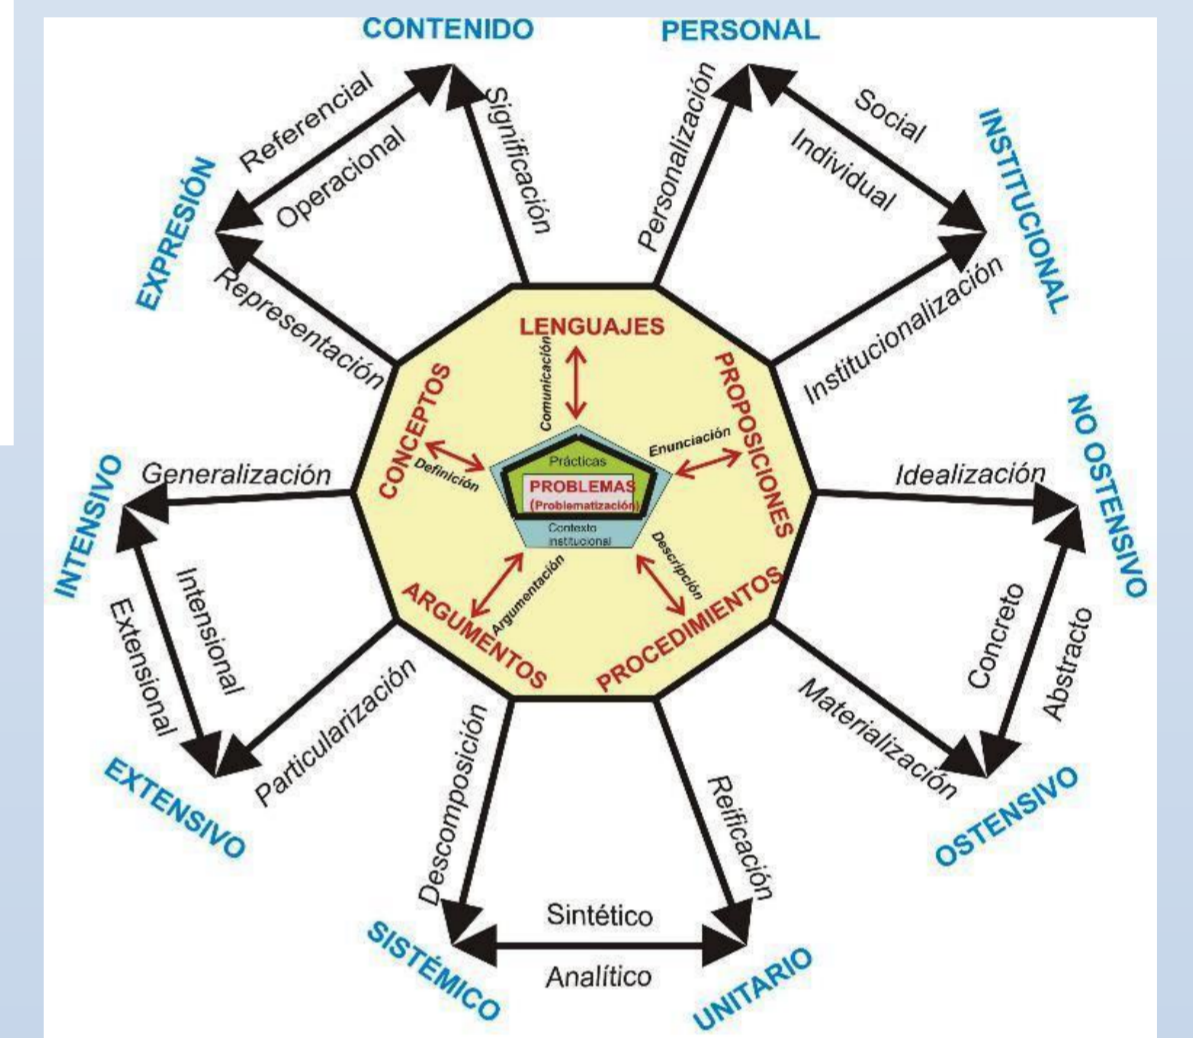 CONTENIDO
PERSONAL
Referencial
Operacional
Significación
Personalización
Social
Individual
INSTITUCIONAL
EXPRESIÓN
Representación
Institucionalización
LENGUAJES
Comunicación
CONCEPTOS
Definición
PROPOSICIONES
Enunciación
Prácticas
PROBLEMAS
(Problematización)
Contexto
institucional
Argumentación
ARGUMENTOS
Descripción
PROCEDIMIENTOS
INTENSIVO
Generalización
Intensional
Extensional
Particularización
EXTENSIVO
NO OSTENSIVO
Idealización
Concreto
Abstracto
Materialización
OSTENSIVO
Descomposición
Reificación
Sintético
Analítico
SISTÉMICO
UNITARIO